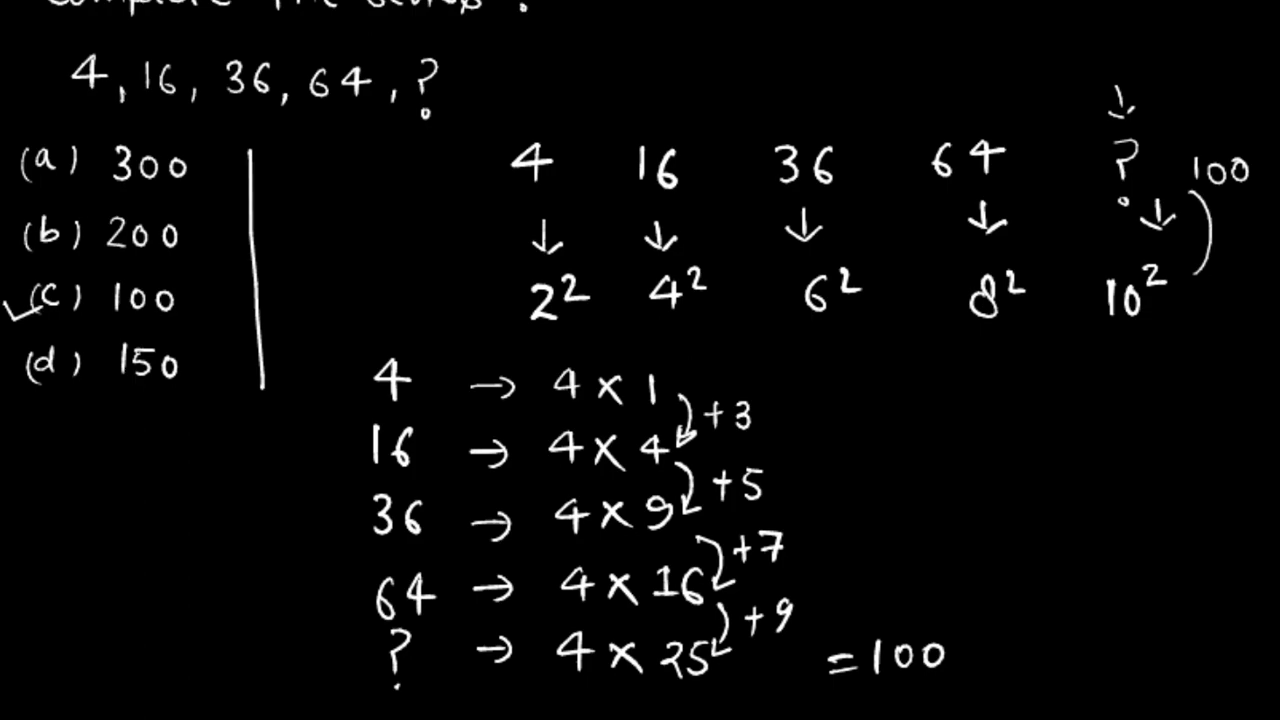 4, 16, 36, 64, ?
(a) 300
(b) 200
(c) 100
(d) 150
4 16 36 64 ? 100
2² 4² 6² 8² 10²
4 → 4 × 1 +3
16 → 4 × 4 +5
36 → 4 × 9 +7
64 → 4 × 16 +9
? → 4 × 25 = 100